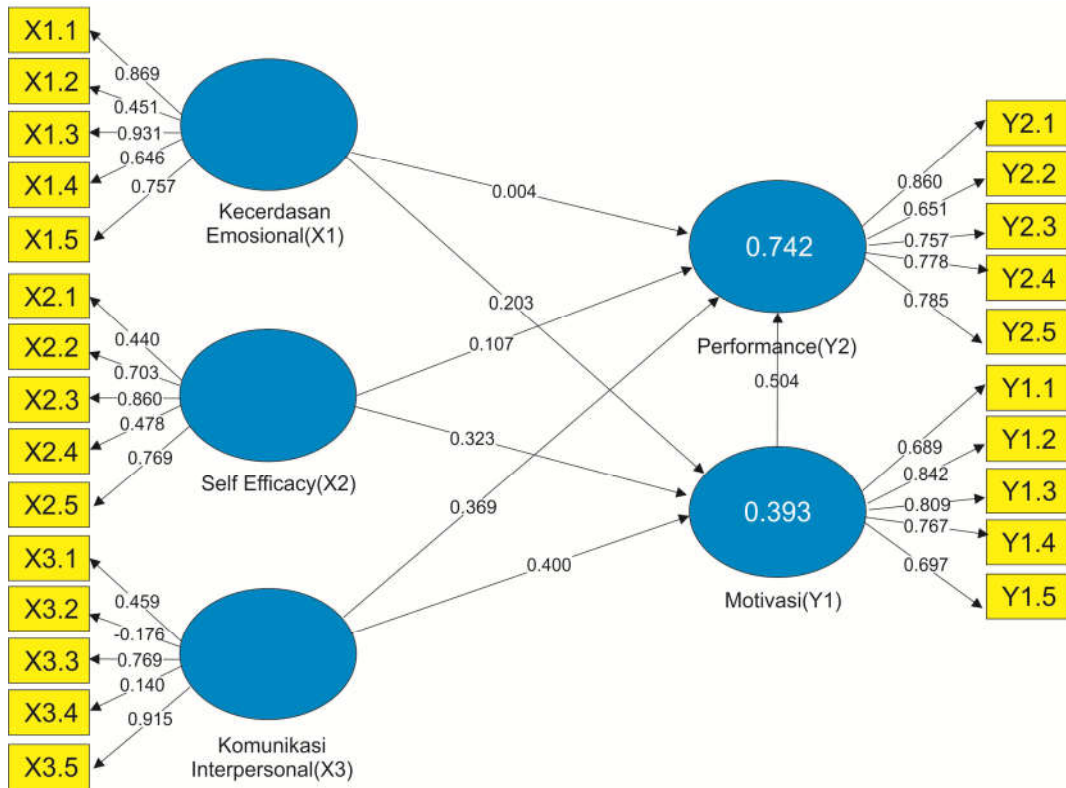 X1.1
X1.2
X1.3
X1.4
X1.5
0.869
0.451
0.931
0.646
0.757
Kecerdasan
Emosional(X1)
X2.1
X2.2
X2.3
X2.4
X2.5
0.440
0.703
0.860
0.478
0.769
Self Efficacy(X2)
X3.1
X3.2
X3.3
X3.4
X3.5
0.459
-0.176
0.769
0.140
0.915
Komunikasi
Interpersonal(X3)
0.004
0.203
0.107
0.323
0.369
0.400
0.742
Performance(Y2)
0.504
0.393
Motivasi(Y1)
0.860
0.651
0.757
0.778
0.785
Y2.1
Y2.2
Y2.3
Y2.4
Y2.5
0.689
0.842
0.809
0.767
0.697
Y1.1
Y1.2
Y1.3
Y1.4
Y1.5